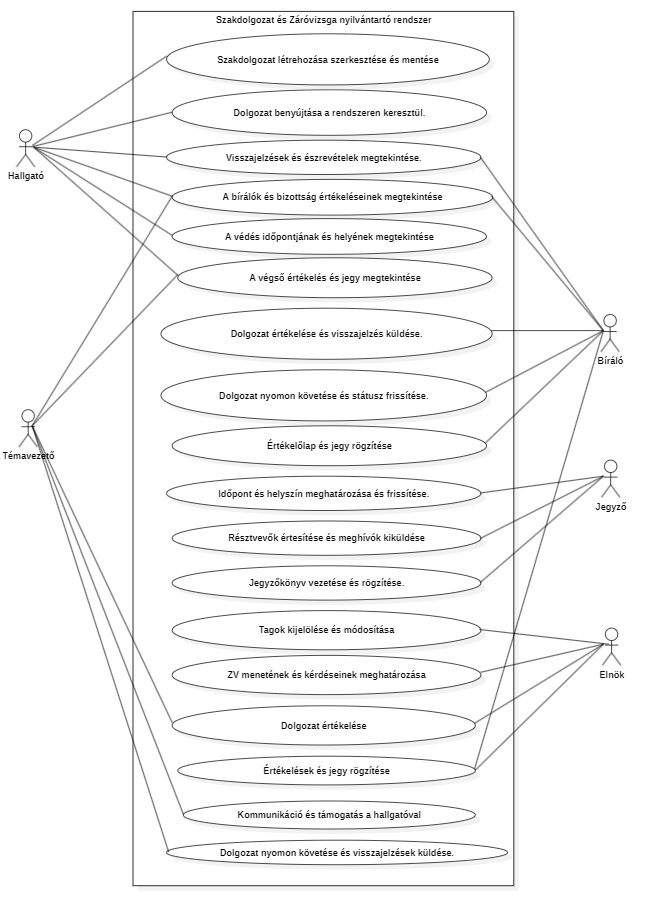 Szakdolgozat és Záróvizsga nyilvántartó rendszer
Szakdolgozat létrehozása szerkesztése és mentése
Dolgozat benyújtása a rendszeren keresztül.
Visszajelzések és észrevételek megtekintése.
Hallgató
A bírálók és bizottság értékeléseinek megtekintése
A védés időpontjának és helyének megtekintése
A végső értékelés és jegy megtekintése
Dolgozat értékelése és visszajelzés küldése.
Bíráló
Dolgozat nyomon követése és státusz frissítése.
Értékelőlap és jegy rögzítése
Témavezető
Időpont és helyszín meghatározása és frissítése.
Jegyző
Résztvevők értesítése és meghívók kiküldése
Jegyzőkönyv vezetése és rögzítése.
Tagok kijelölése és módosítása
ZV menetének és kérdéseinek meghatározása
Elnök
Dolgozat értékelése
Értékelések és jegy rögzítése
Kommunikáció és támogatás a hallgatóval
Dolgozat nyomon követése és visszajelzések küldése.